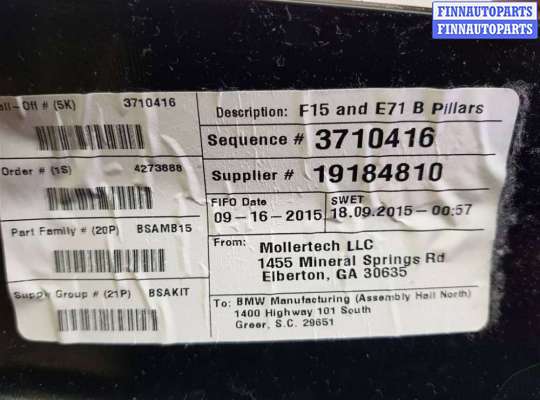 FINNAUTOPARTS
FINNAUTOPARTS
# (SK) 3710416
Order # (1S) 4273688
Part Family # (20P) BSAMB15
Group # (21P) BSAKIT
Description: F15 and E71 B Pillars
Sequence # 3710416
Supplier # 19184810
FIFO Date
09-16-2015
SWET
18.09.2015-00:57
From: Mollertech LLC
1455 Mineral Springs Rd
Elberton, GA 30635
To: BMW Manufacturing (Assembly Hall North)
1400 Highway 101 South
Greer, S.C. 29651
FINNAUTOPARTS
FINNAUTOPARTS